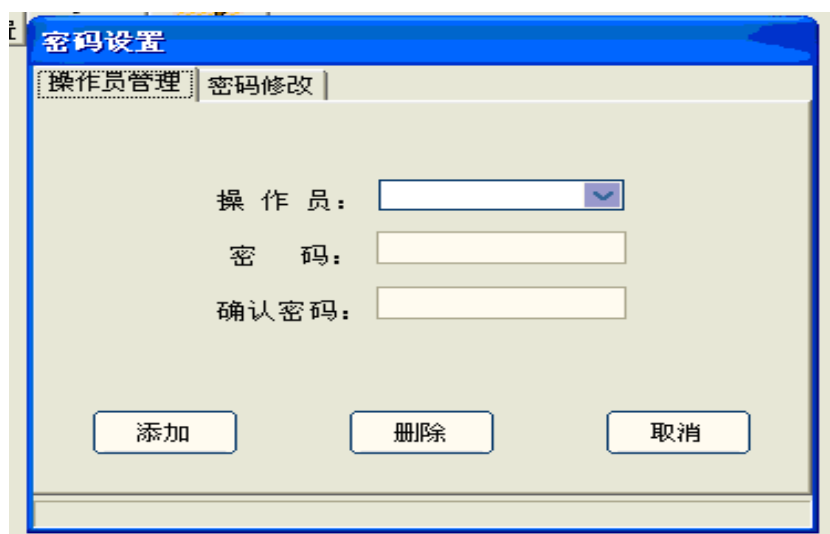 密码设置
操作员管理 密码修改
操 作 员：
密 码：
确认密码：
添加 删除 取消